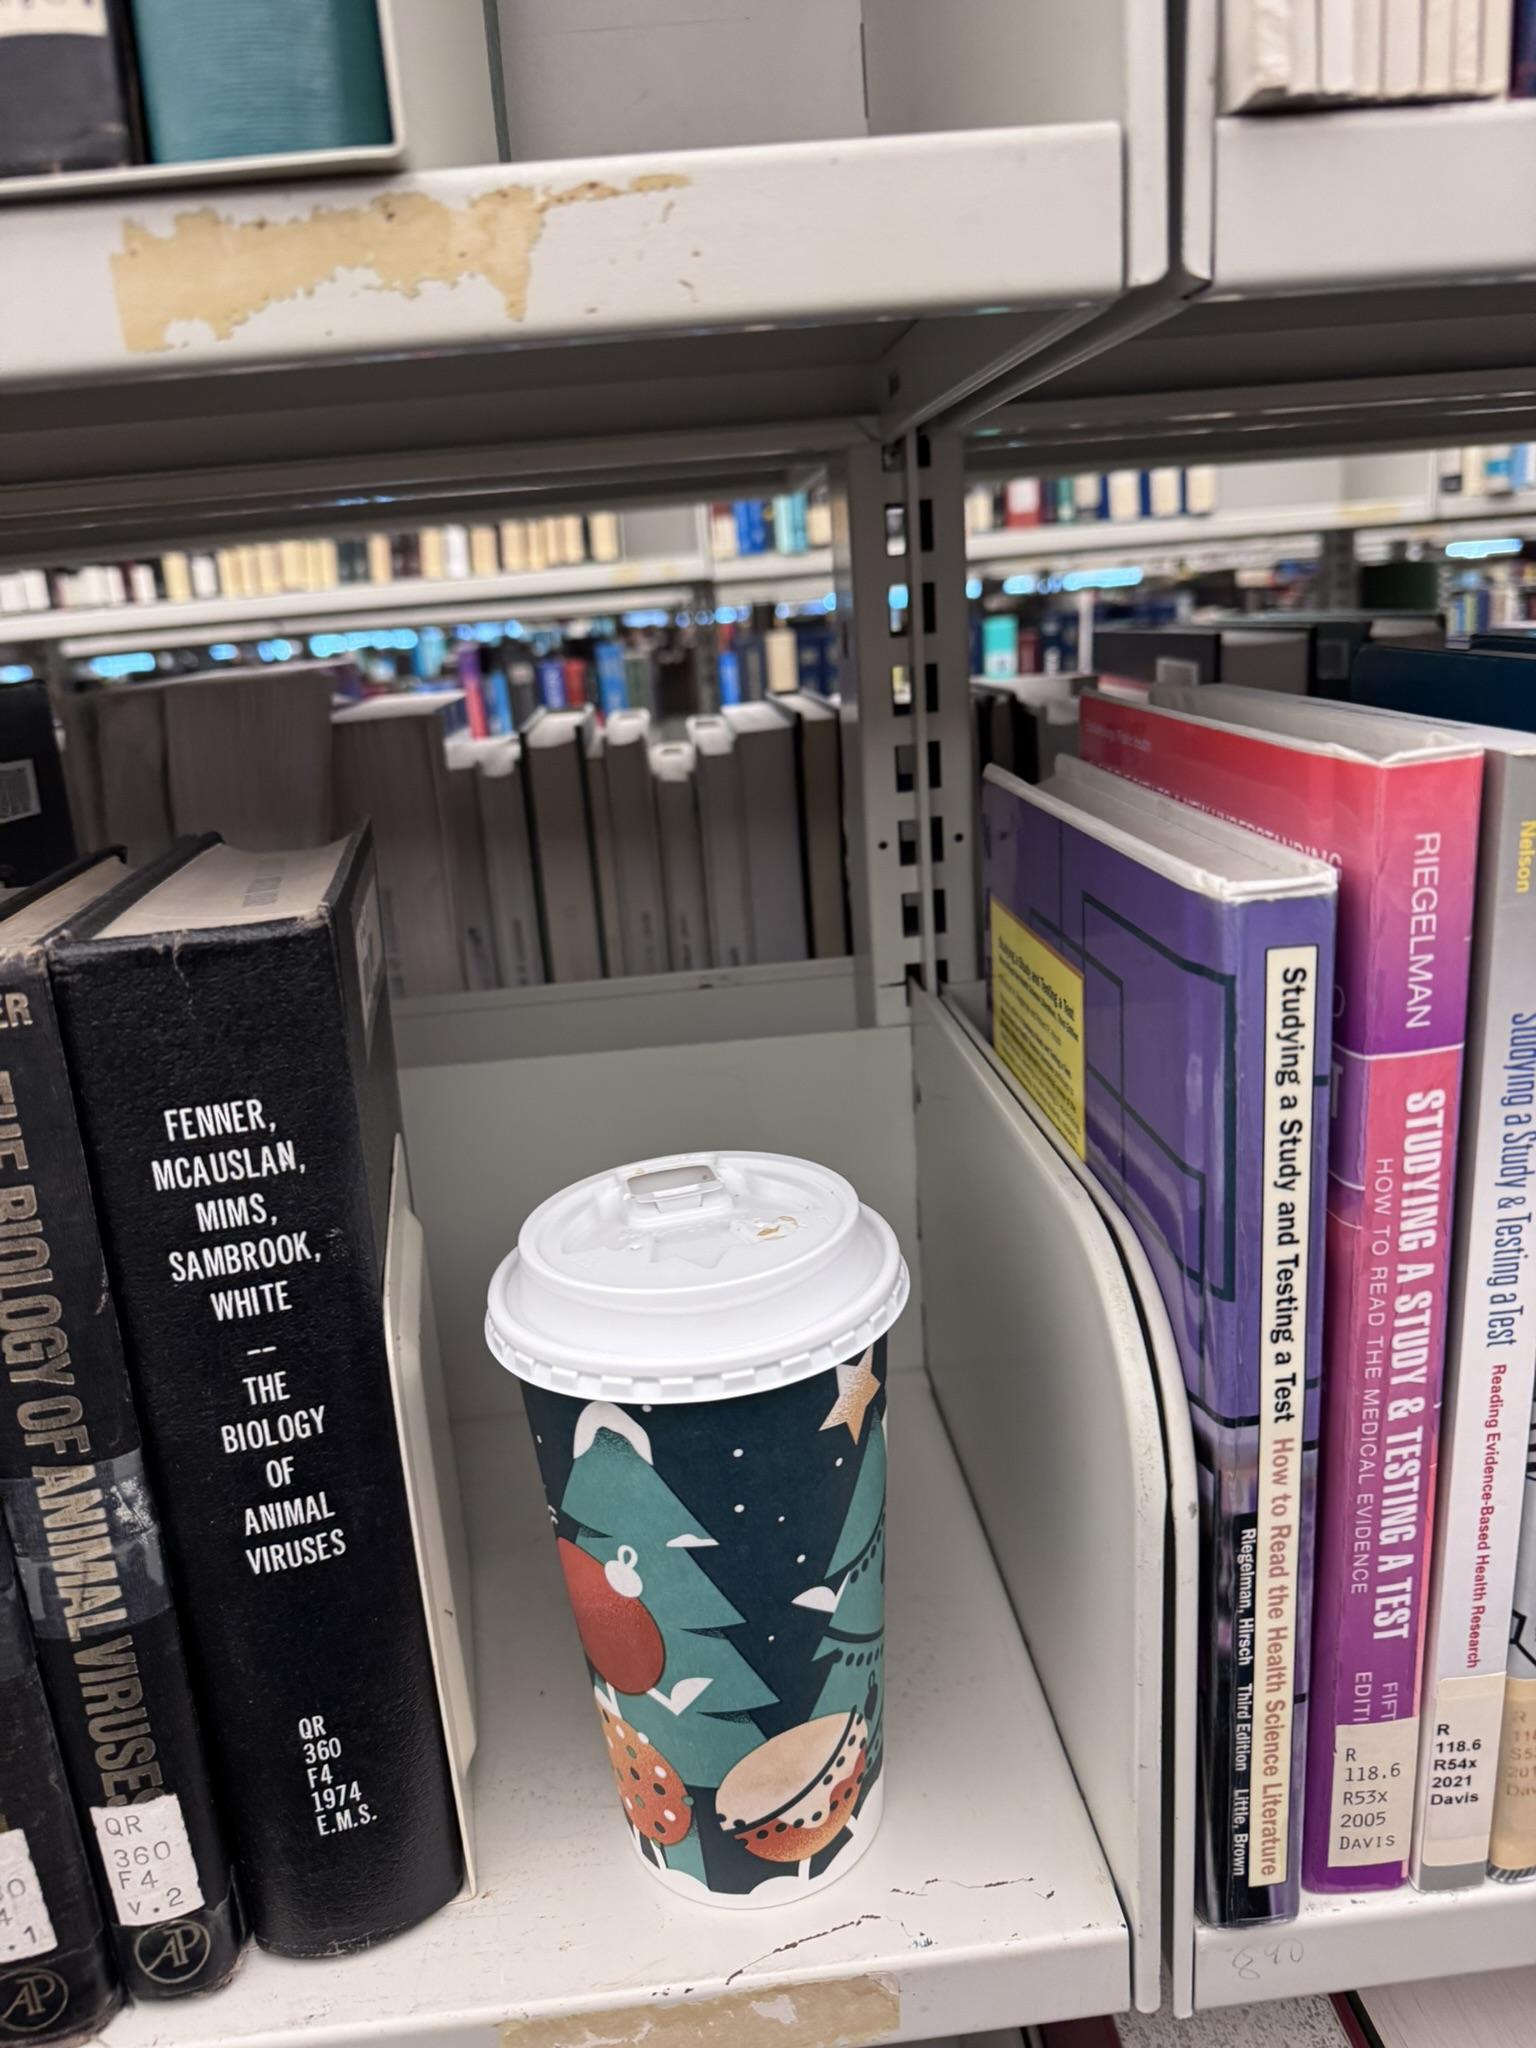 ER
THE BIOLOGY OF ANIMAL VIRUSES
QR
360
F4
v.2
AP
AP
FENNER,
MCAUSLAN,
MIMS,
SAMBROOK,
WHITE
--
THE
BIOLOGY
OF
ANIMAL
VIRUSES
QR
360
F4
1974
E.M.S.
Studying a Study and Testing a Test How to Read the Health Science Literature
Riegelman, Hirsch Third Edition Little, Brown
RIEGELMAN
STUDYING A STUDY & TESTING A TEST
HOW TO READ THE MEDICAL EVIDENCE
R
118.6
R53x
2005
DAVIS
Nelson
Studying a Study & Testing a Test Reading Evidence-Based Health Research
R
118.6
R54x
2021
Davis